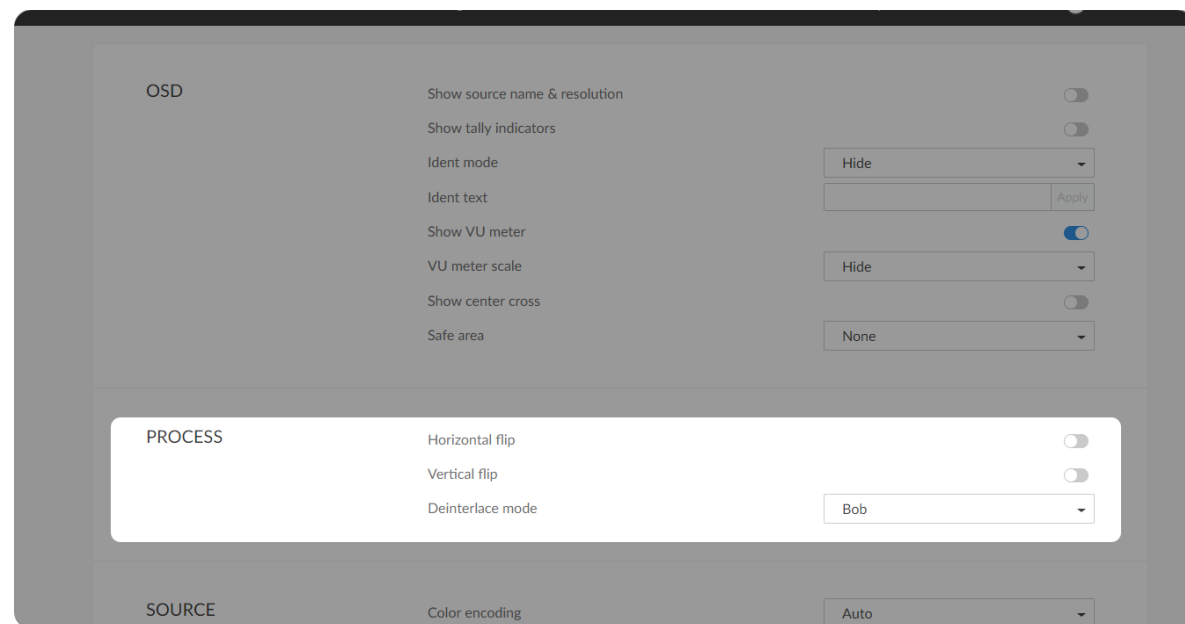 OSD
Show source name & resolution
Show tally indicators
Ident mode Hide
Ident text Apply
Show VU meter
VU meter scale Hide
Show center cross
Safe area None
PROCESS
Horizontal flip
Vertical flip
Deinterlace mode Bob
SOURCE
Color encoding Auto